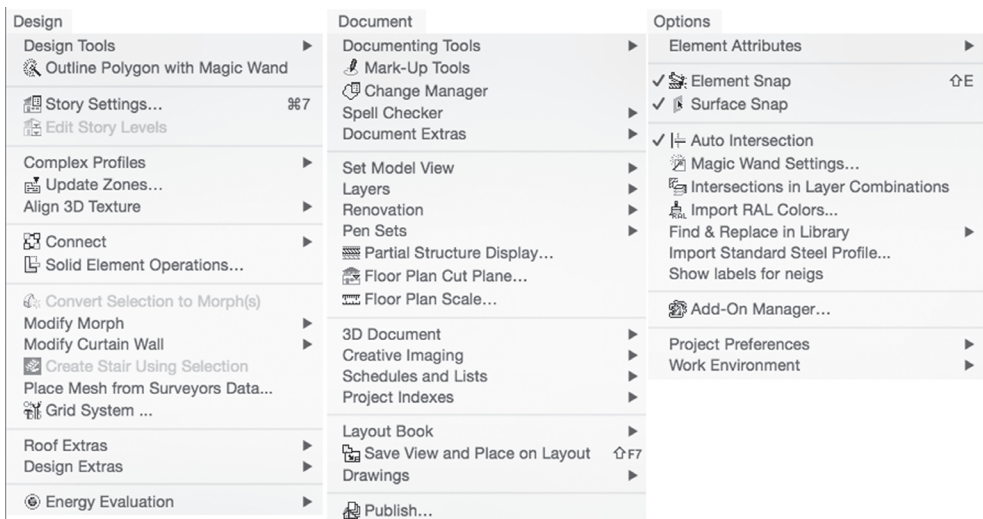 Design
Design Tools
Outline Polygon with Magic Wand
Story Settings... ⌘7
Edit Story Levels
Complex Profiles
Update Zones...
Align 3D Texture
Connect
Solid Element Operations...
Convert Selection to Morph(s)
Modify Morph
Modify Curtain Wall
Create Stair Using Selection
Place Mesh from Surveyors Data...
Grid System ...
Roof Extras
Design Extras
Energy Evaluation
Document
Documenting Tools
Mark-Up Tools
Change Manager
Spell Checker
Document Extras
Set Model View
Layers
Renovation
Pen Sets
Partial Structure Display...
Floor Plan Cut Plane...
Floor Plan Scale...
3D Document
Creative Imaging
Schedules and Lists
Project Indexes
Layout Book
Save View and Place on Layout ⇧F7
Drawings
Publish...
Options
Element Attributes
Element Snap ⇧E
Surface Snap
Auto Intersection
Magic Wand Settings...
Intersections in Layer Combinations
Import RAL Colors...
Find & Replace in Library
Import Standard Steel Profile...
Show labels for neigs
Add-On Manager...
Project Preferences
Work Environment